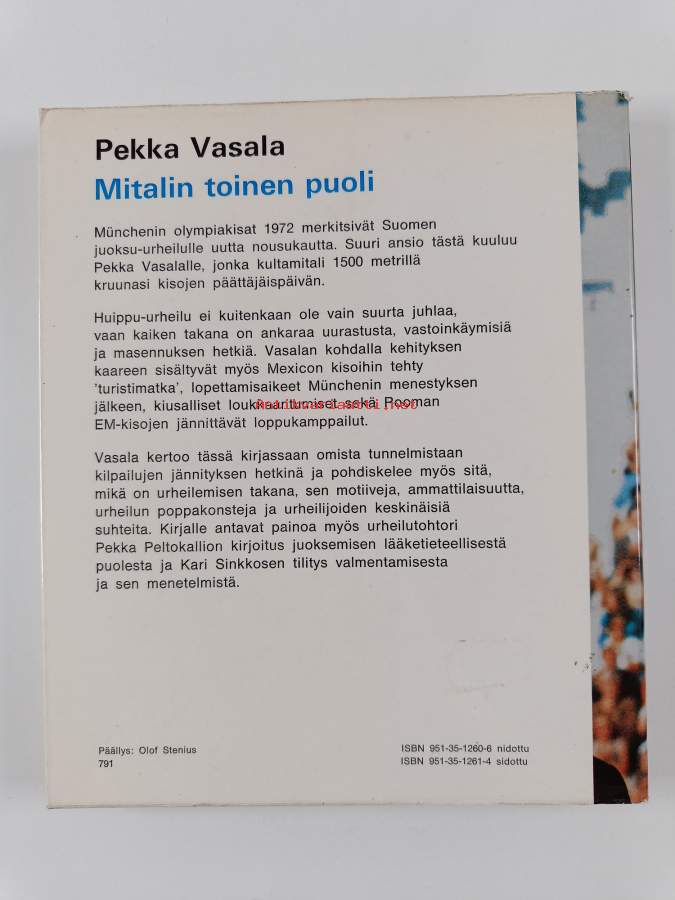 Pekka Vasala
Mitalin toinen puoli
Münchenin olympiakisat 1972 merkitsivät Suomen
juoksu-urheilulle uutta nousukautta. Suuri ansio tästä kuuluu
Pekka Vasalalle, jonka kultamitali 1500 metrillä
kruunasi kisojen päättäjäispäivän.
Huippu-urheilu ei kuitenkaan ole vain suurta juhlaa,
vaan kaiken takana on ankaraa uurastusta, vastoinkäymisiä
ja masennuksen hetkiä. Vasalan kohdalla kehityksen
kaareen sisältyvät myös Mexicon kisoihin tehty
'turistimatka', lopettamisaikeet Münchenin menestyksen
jälkeen, kiusalliset loukkaantumiset sekä Rooman
Antikvariaatti.net
EM-kisojen jännittävät loppukamppailut.
Vasala kertoo tässä kirjassaan omista tunnelmistaan
kilpailujen jännityksen hetkinä ja pohdiskelee myös sitä,
mikä on urheilemisen takana, sen motiiveja, ammattilaisuutta,
urheilun poppakonsteja ja urheilijoiden keskinäisiä
suhteita. Kirjalle antavat painoa myös urheilutohtori
Pekka Peltokallion kirjoitus juoksemisen lääketieteellisestä
puolesta ja Kari Sinkkosen tilitys valmentamisesta
ja sen menetelmistä.
Päällys: Olof Stenius
791
ISBN 951-35-1260-6 nidottu
ISBN 951-35-1261-4 sidottu